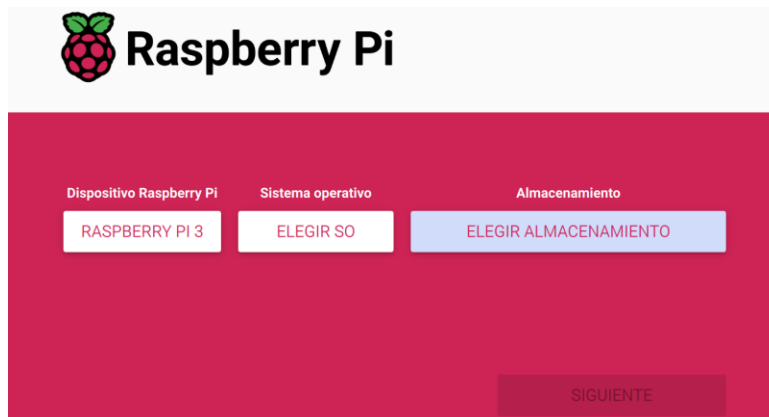 Raspberry Pi
Dispositivo Raspberry Pi Sistema operativo Almacenamiento
RASPBERRY PI 3 ELEGIR SO ELEGIR ALMACENAMIENTO
SIGUIENTE